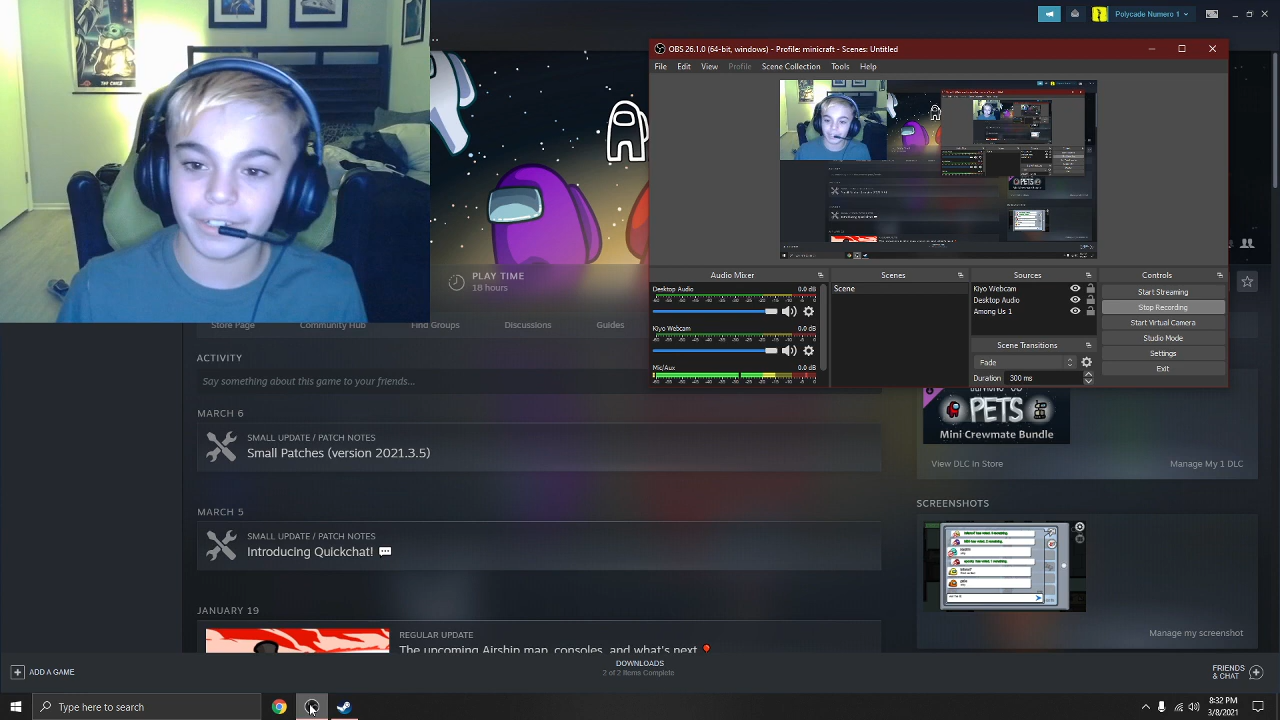 THE CHILD
Polycade Numero 1
OBS 26.1.0 (64-bit, windows) - Profile: minicraft - Scenes: Untitled
File Edit View Profile Scene Collection Tools Help
PLAY TIME
18 hours
Store Page Community Hub Find Groups Discussions Guides
Audio Mixer
Desktop Audio 0.0 dB
Kiyo Webcam 0.0 dB
Mic/Aux 0.0 dB
Scenes
Scene
Sources
Kiyo Webcam
Desktop Audio
Among Us 1
Scene Transitions
Fade
Duration 300 ms
Controls
Start Streaming
Stop Recording
Start Virtual Camera
Studio Mode
Settings
Exit
ACTIVITY
Say something about this game to your friends...
MARCH 6
SMALL UPDATE / PATCH NOTES
Small Patches (version 2021.3.5)
MARCH 5
SMALL UPDATE / PATCH NOTES
Introducing Quickchat! 💬
JANUARY 19
REGULAR UPDATE
The upcoming Airship map, consoles, and what's next 🎈
PETS
Mini Crewmate Bundle
View DLC In Store Manage My 1 DLC
SCREENSHOTS
Manage my screenshot
ADD A GAME
DOWNLOADS
2 of 2 Items Complete
FRIENDS
& CHAT
Type here to search
8:32 PM
3/8/2021